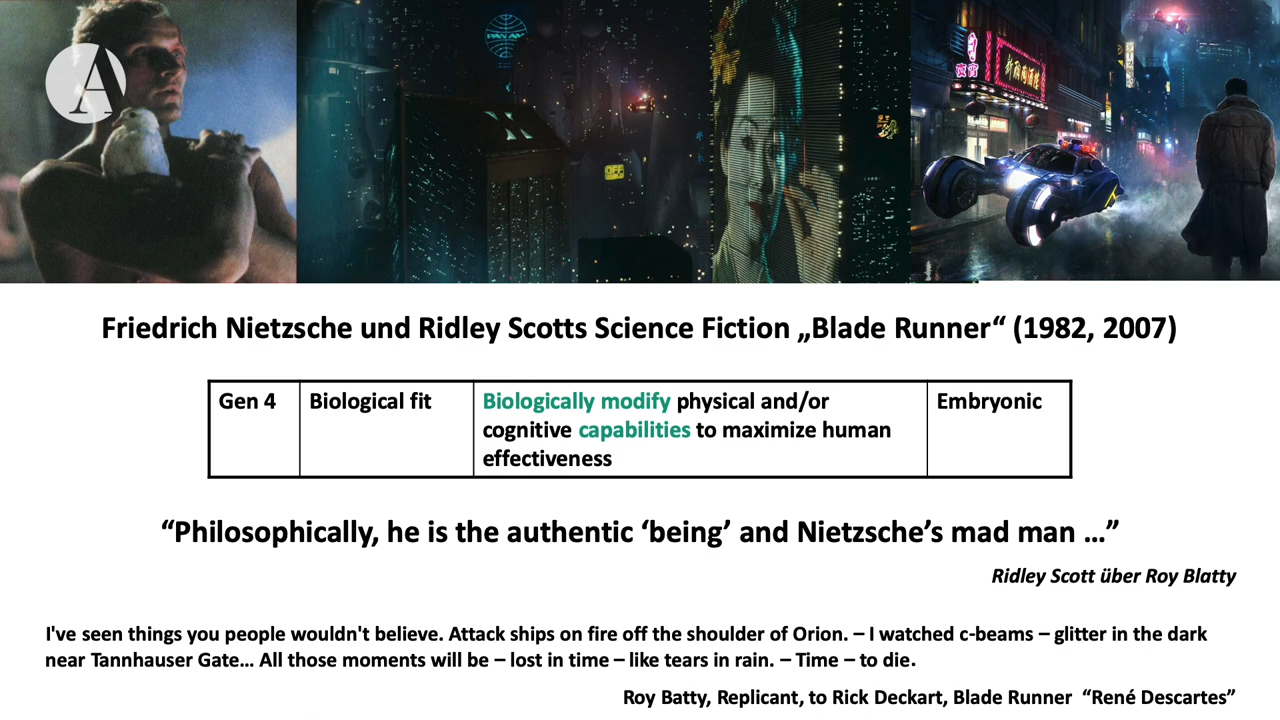 A
PAN AM
OFF
Friedrich Nietzsche und Ridley Scotts Science Fiction „Blade Runner“ (1982, 2007)
Gen 4
Biological fit
Biologically modify physical and/or
cognitive capabilities to maximize human
effectiveness
Embryonic
“Philosophically, he is the authentic ‘being’ and Nietzsche’s mad man …”
Ridley Scott über Roy Blatty
I've seen things you people wouldn't believe. Attack ships on fire off the shoulder of Orion. – I watched c-beams – glitter in the dark
near Tannhauser Gate… All those moments will be – lost in time – like tears in rain. – Time – to die.
Roy Batty, Replicant, to Rick Deckart, Blade Runner “René Descartes”